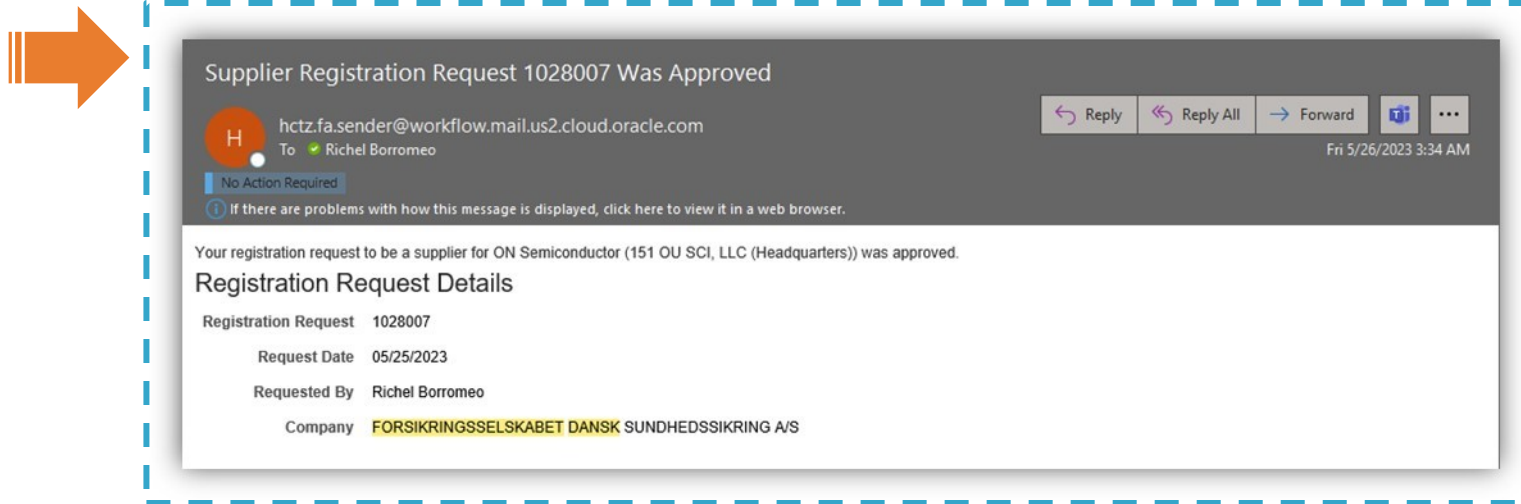 Supplier Registration Request 1028007 Was Approved
H
hctz.fa.sender@workflow.mail.us2.cloud.oracle.com
To Richel Borromeo
Reply
Reply All
Forward
Fri 5/26/2023 3:34 AM
No Action Required
If there are problems with how this message is displayed, click here to view it in a web browser.
Your registration request to be a supplier for ON Semiconductor (151 OU SCI, LLC (Headquarters)) was approved.
Registration Request Details
Registration Request 1028007
Request Date 05/25/2023
Requested By Richel Borromeo
Company FORSIKRINGSSELSKABET DANSK SUNDHEDSSIKRING A/S